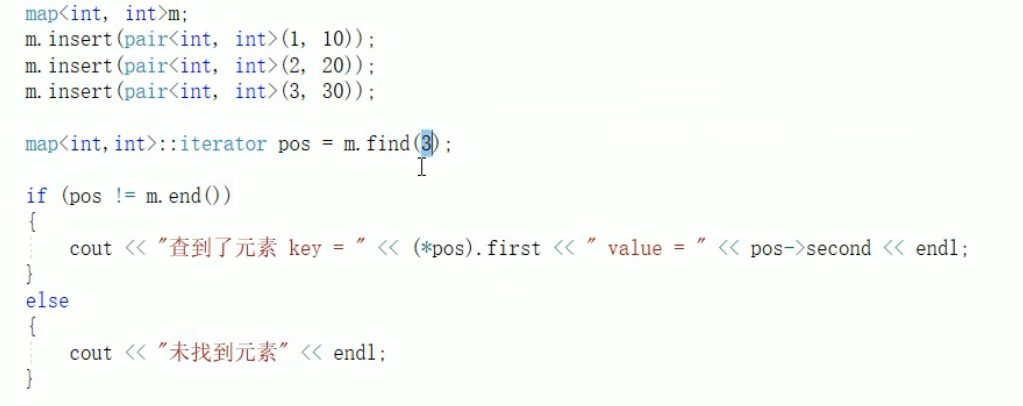 map<int, int>m;
m.insert(pair<int, int>(1, 10));
m.insert(pair<int, int>(2, 20));
m.insert(pair<int, int>(3, 30));
map<int,int>::iterator pos = m.find(3);
if (pos != m.end())
{
cout << "查到了元素 key = " << (*pos).first << " value = " << pos->second << endl;
}
else
{
cout << "未找到元素" << endl;
}